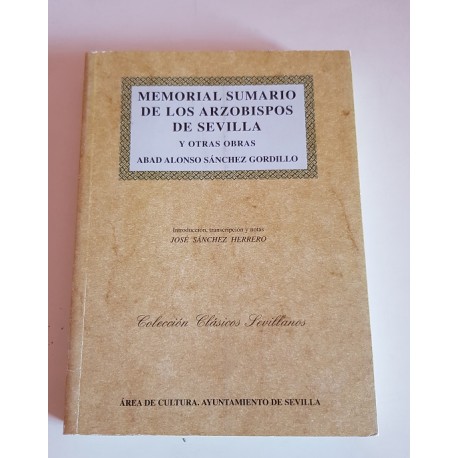 MEMORIAL SUMARIO
DE LOS ARZOBISPOS
DE SEVILLA
Y OTRAS OBRAS
ABAD ALONSO SÁNCHEZ GORDILLO
Introducción, transcripción y notas
JOSÉ SÁNCHEZ HERRERO
Colección Clásicos Sevillanos
ÁREA DE CULTURA. AYUNTAMIENTO DE SEVILLA